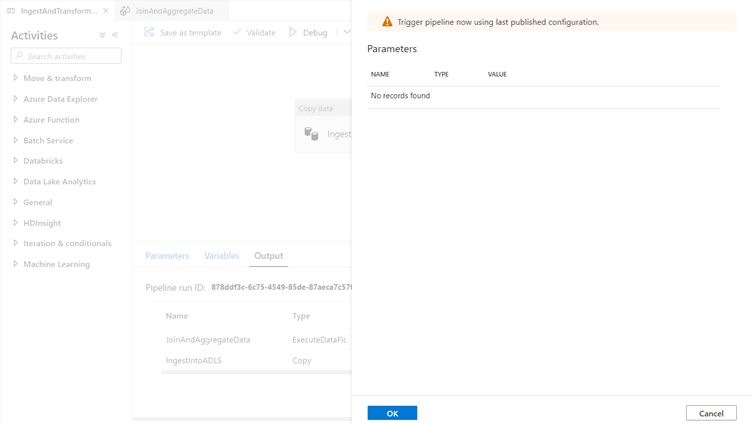 IngestAndTransform...
JoinAndAggregateData
Activities
Search activities
Move & transform
Azure Data Explorer
Azure Function
Batch Service
Databricks
Data Lake Analytics
General
HDInsight
Iteration & conditionals
Machine Learning
Save as template
Validate
Debug
Copy data
Ingest
Parameters
Variables
Output
Pipeline run ID: 878ddf3c-6c75-4549-85de-87aeca7c57f
Name
Type
JoinAndAggregateData
ExecuteDataFlo
IngestIntoADLS
Copy
Trigger pipeline now using last published configuration.
Parameters
NAME
TYPE
VALUE
No records found
OK
Cancel